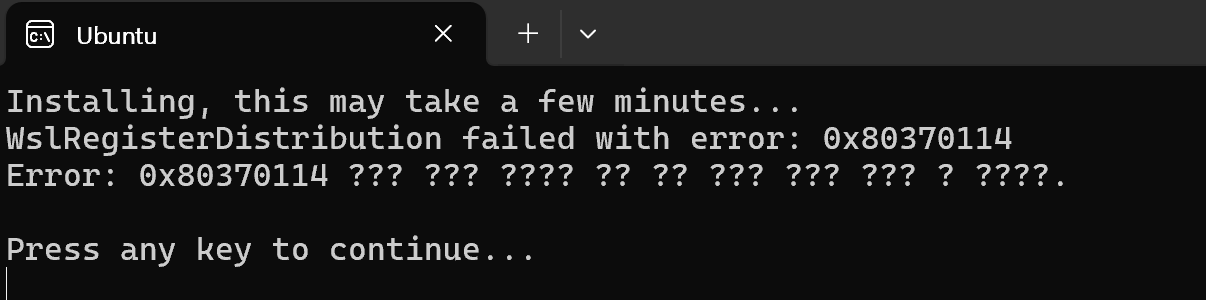 Ubuntu
Installing, this may take a few minutes...
WslRegisterDistribution failed with error: 0x80370114
Error: 0x80370114 ??? ??? ???? ?? ?? ??? ??? ??? ? ????.
Press any key to continue...